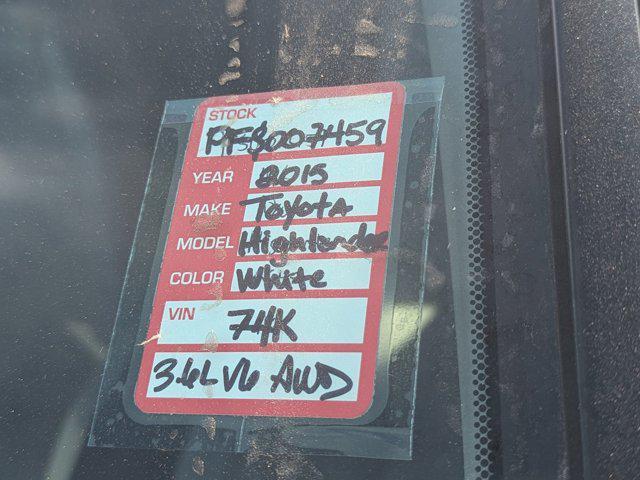 STOCK
PFS007459
YEAR 2015
MAKE Toyota
MODEL Highlander
COLOR White
VIN 74K
3.6L V6 AWD